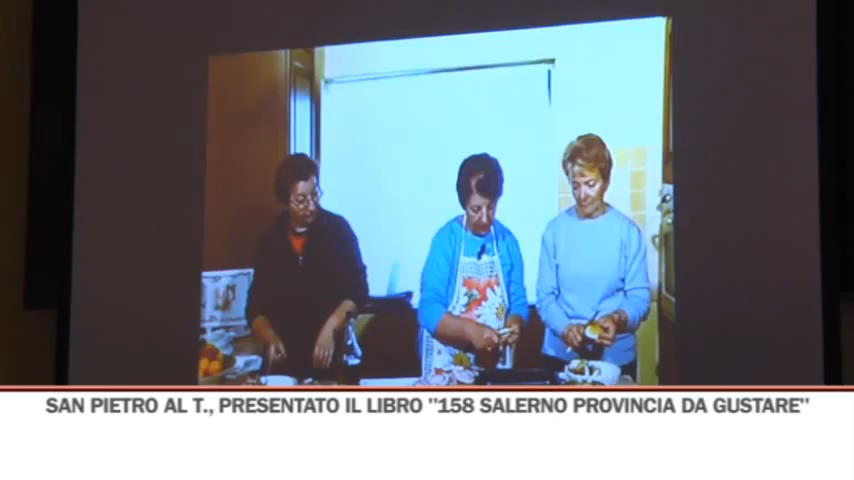 SAN PIETRO AL T., PRESENTATO IL LIBRO "158 SALERNO PROVINCIA DA GUSTARE"